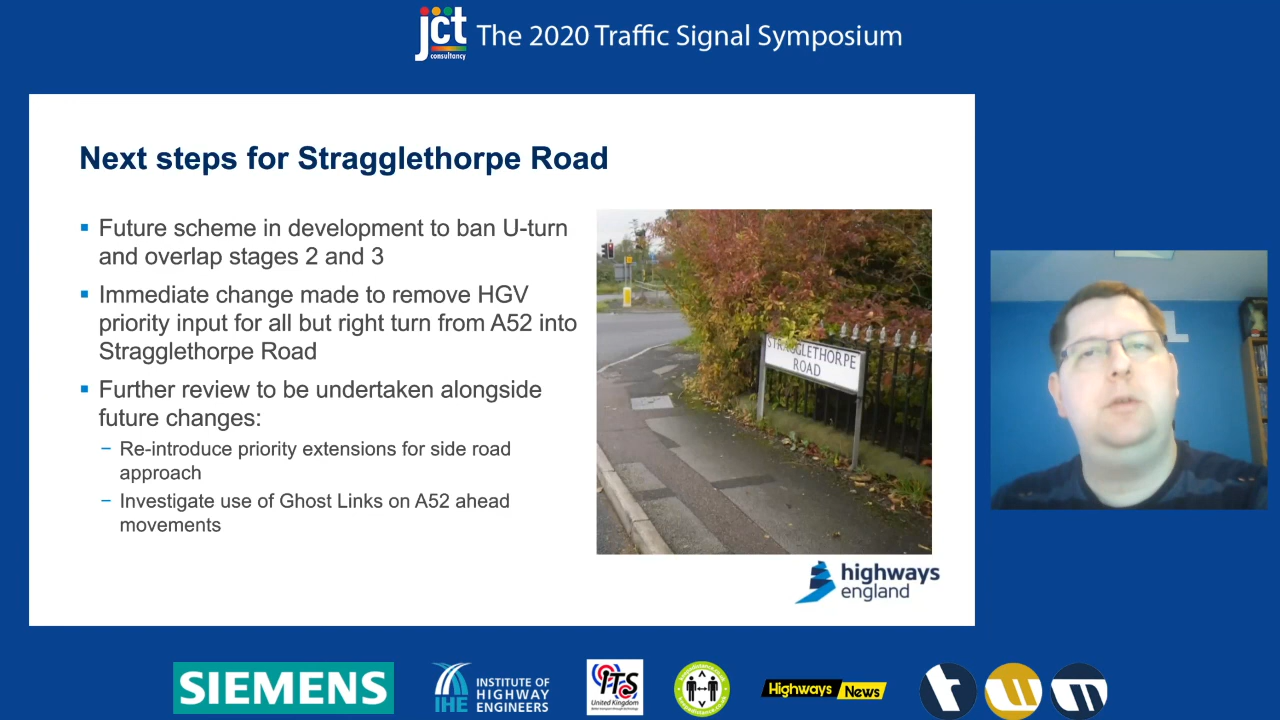 jct
consultancy
The 2020 Traffic Signal Symposium
Next steps for Stragglethorpe Road
▪ Future scheme in development to ban U-turn
and overlap stages 2 and 3
▪ Immediate change made to remove HGV
priority input for all but right turn from A52 into
Stragglethorpe Road
▪ Further review to be undertaken alongside
future changes:
− Re-introduce priority extensions for side road
approach
− Investigate use of Ghost Links on A52 ahead
movements
STRAGGLETHORPE
ROAD
highways
england
SIEMENS
IHE
INSTITUTE OF
HIGHWAY
ENGINEERS
ITS
United Kingdom
Highways News